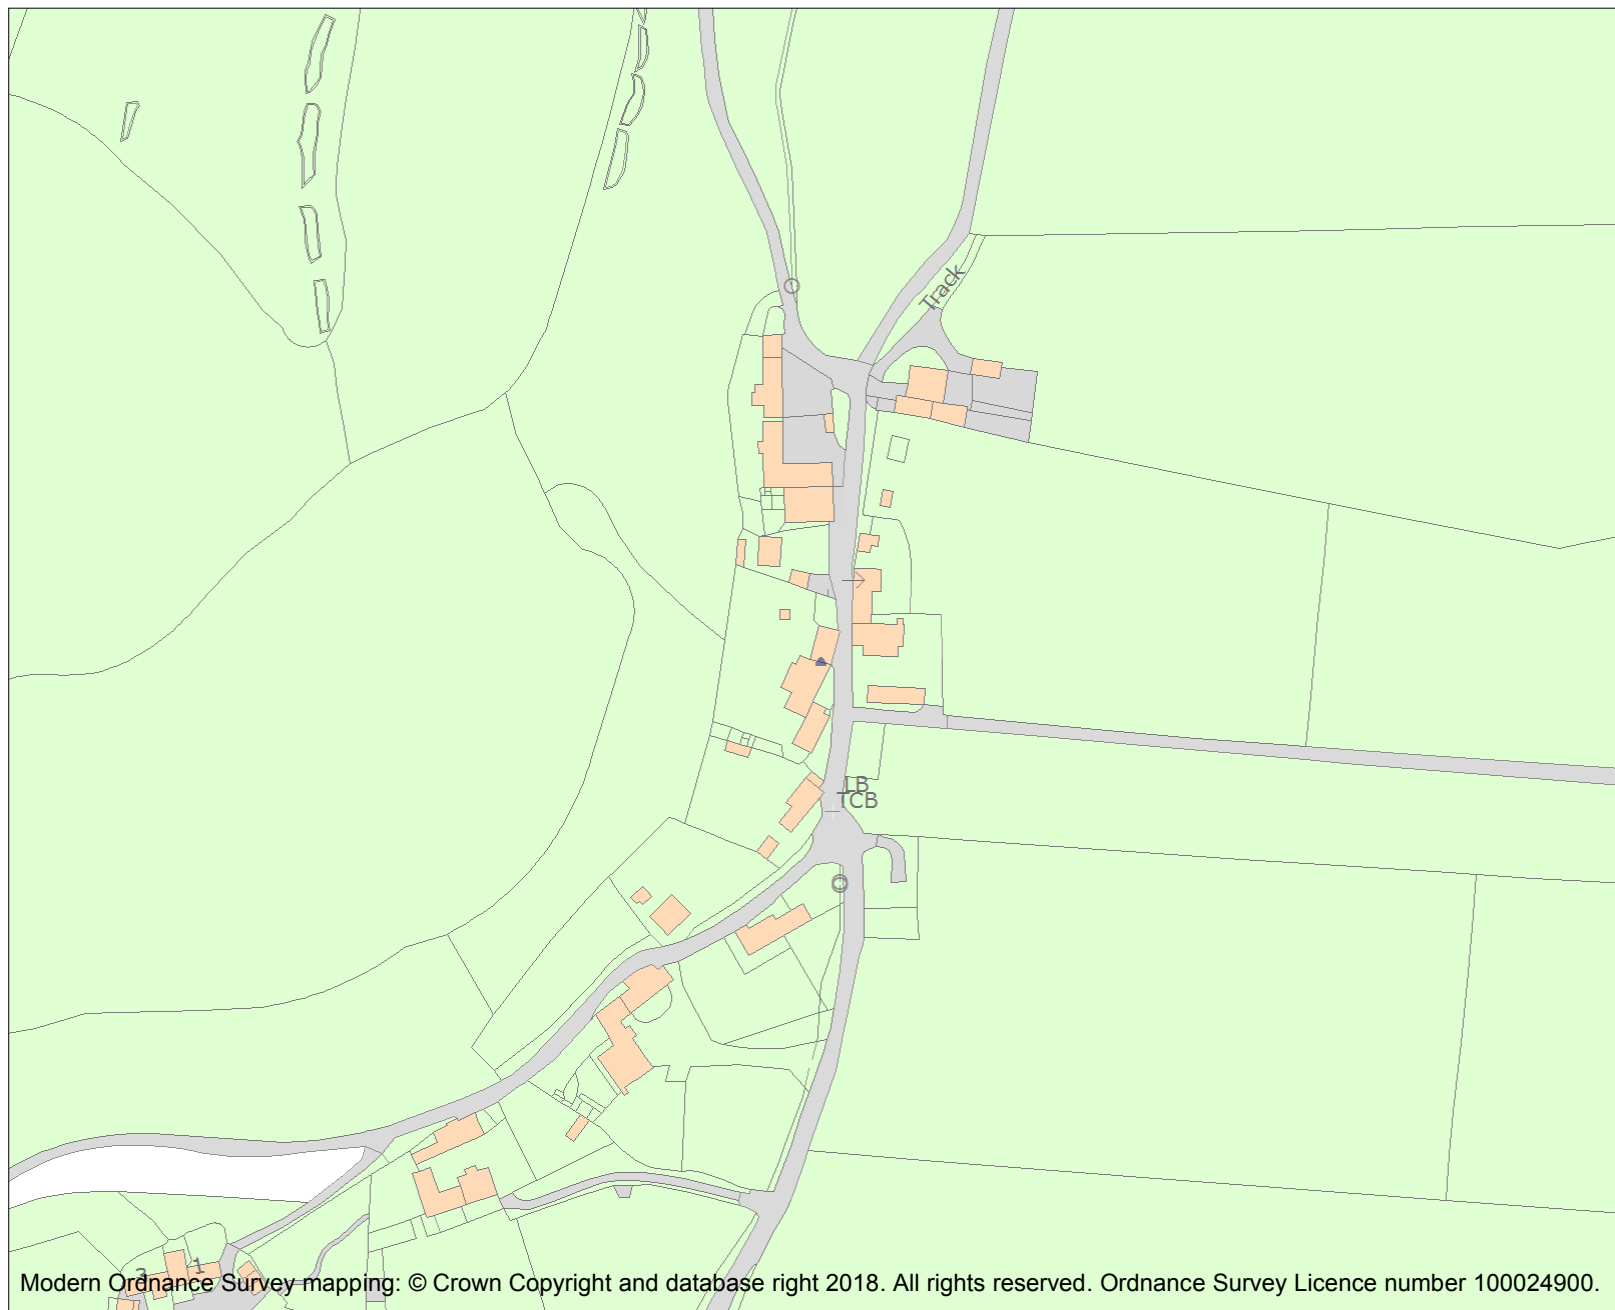 Track
LB
TCB
2
1
Modern Ordnance Survey mapping: © Crown Copyright and database right 2018. All rights reserved. Ordnance Survey Licence number 100024900.